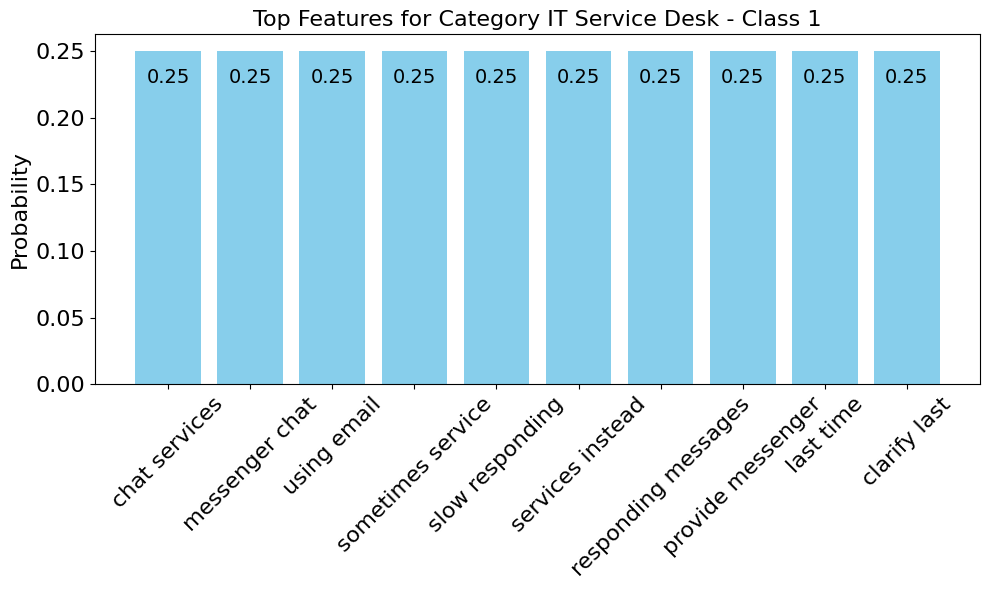 Top Features for Category IT Service Desk - Class 1
Probability
0.25
0.20
0.15
0.10
0.05
0.00
0.25 0.25 0.25 0.25 0.25 0.25 0.25 0.25 0.25 0.25
chat services
messenger chat
using email
sometimes service
slow responding
services instead
responding messages
provide messenger
last time
clarify last